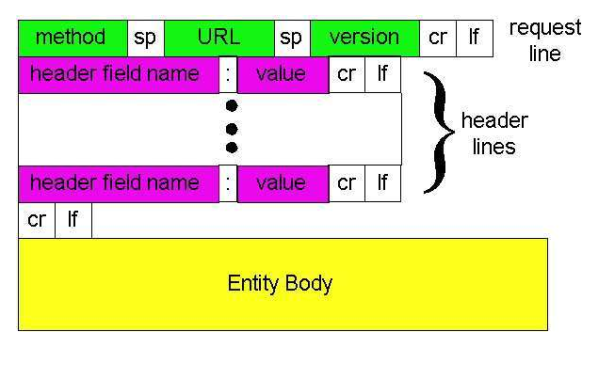 method sp URL sp version cr lf request line
header field name : value cr lf
header lines
header field name : value cr lf
cr lf
Entity Body